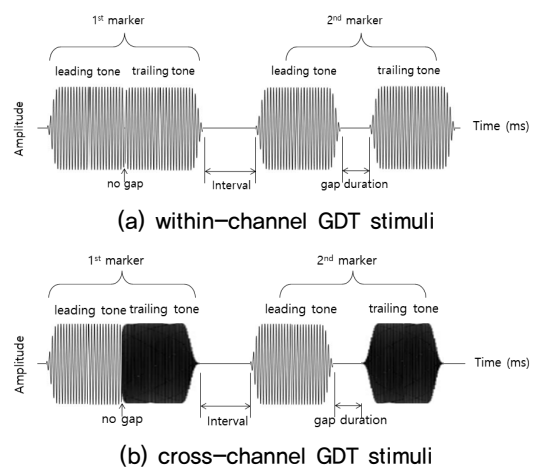 1st marker
2nd marker
leading tone
trailing tone
leading tone
trailing tone
Amplitude
Time (ms)
no gap
Interval
gap duration
(a) within-channel GDT stimuli
1st marker
2nd marker
leading tone
trailing tone
leading tone
trailing tone
Amplitude
Time (ms)
no gap
Interval
gap duration
(b) cross-channel GDT stimuli